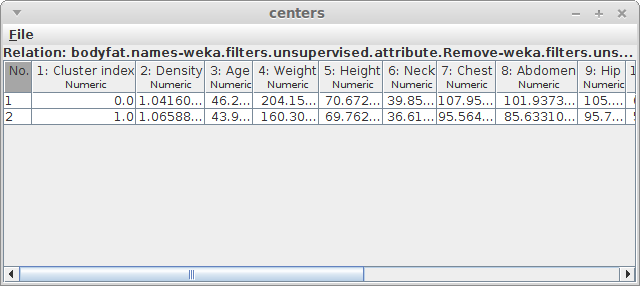 centers
File
Relation: bodyfat.names-weka.filters.unsupervised.attribute.Remove-weka.filters.uns...
No. 1: Cluster index 2: Density 3: Age 4: Weight 5: Height 6: Neck 7: Chest 8: Abdomen 9: Hip 1
Numeric Numeric Numeric Numeric Numeric Numeric Numeric Numeric Numeric
1 0.0 1.04160... 46.2... 204.15... 70.672... 39.85... 107.95... 101.9373... 105....
2 1.0 1.06588... 43.9... 160.30... 69.762... 36.61... 95.564... 85.63310... 95.7...